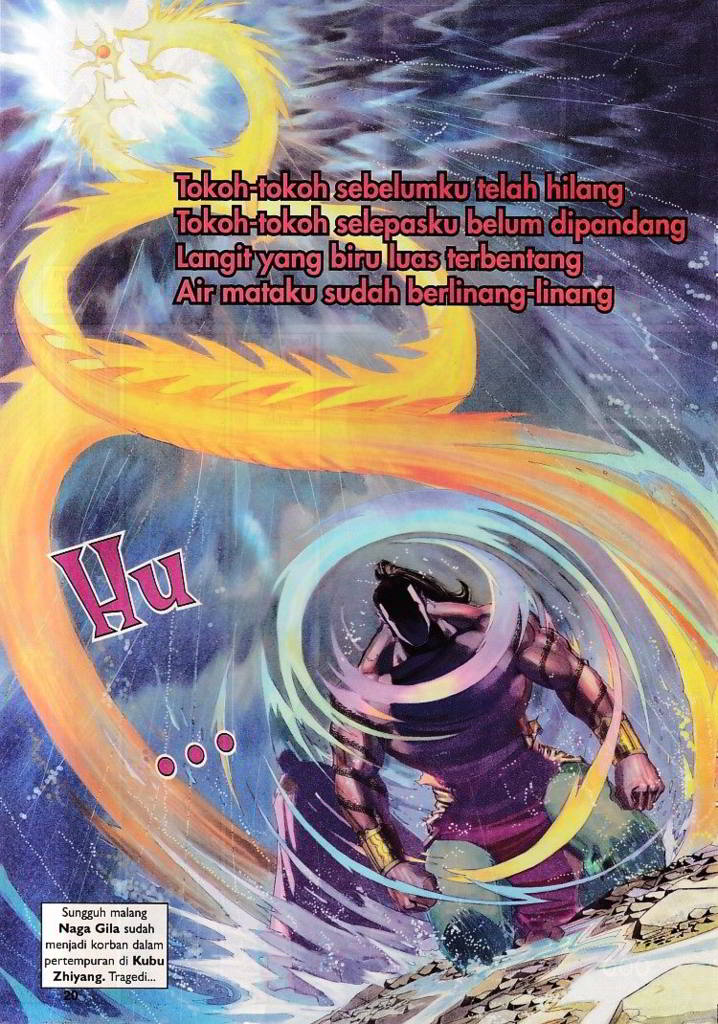 Tokoh-tokoh sebelumku telah hilang
Tokoh-tokoh selepasku belum dipandang
Langit yang biru luas terbentang
Air mataku sudah berlinang-linang
Hu
...
Sungguh malang
Naga Gila sudah
menjadi korban dalam
pertempuran di Kubu
Zhiyang. Tragedi...
20